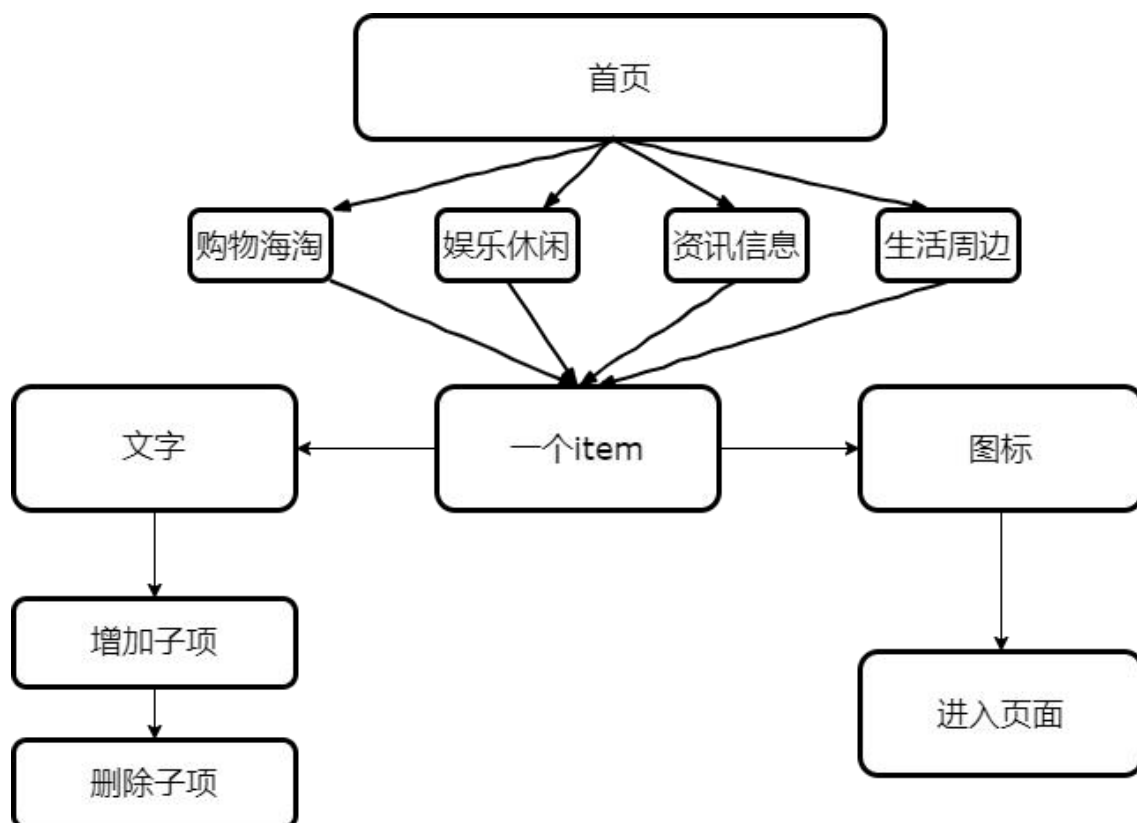 首页
购物海淘
娱乐休闲
资讯信息
生活周边
文字
一个item
图标
增加子项
进入页面
删除子项